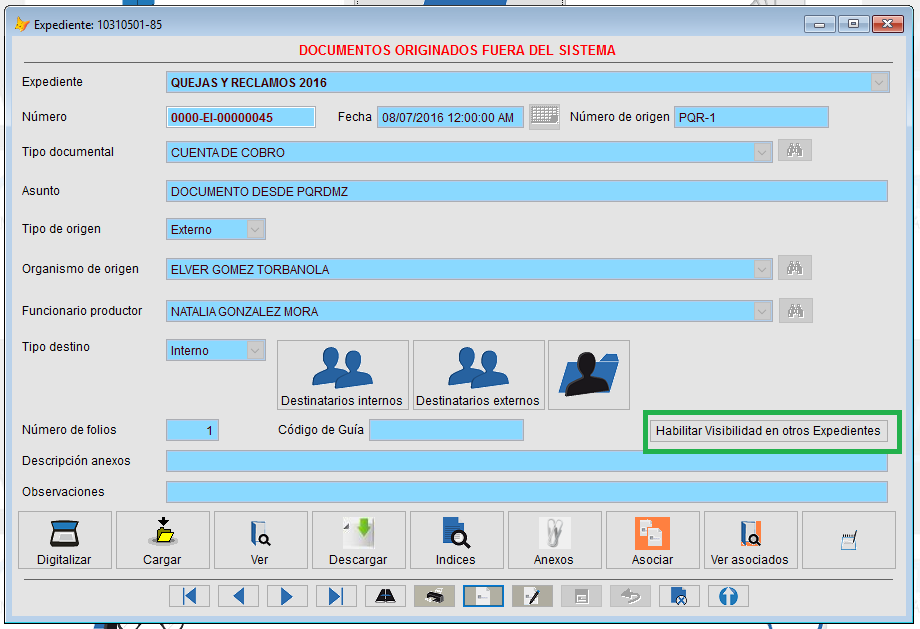 Expediente: 10310501-85
DOCUMENTOS ORIGINADOS FUERA DEL SISTEMA
Expediente QUEJAS Y RECLAMOS 2016
Número 0000-EI-00000045 Fecha 08/07/2016 12:00:00 AM Número de origen PQR-1
Tipo documental CUENTA DE COBRO
Asunto DOCUMENTO DESDE PQRDMZ
Tipo de origen Externo
Organismo de origen ELVER GOMEZ TORBANOLA
Funcionario productor NATALIA GONZALEZ MORA
Tipo destino Interno
Destinatarios internos Destinatarios externos
Número de folios 1 Código de Guía Habilitar Visibilidad en otros Expedientes
Descripción anexos
Observaciones
Digitalizar Cargar Ver Descargar Indices Anexos Asociar Ver asociados